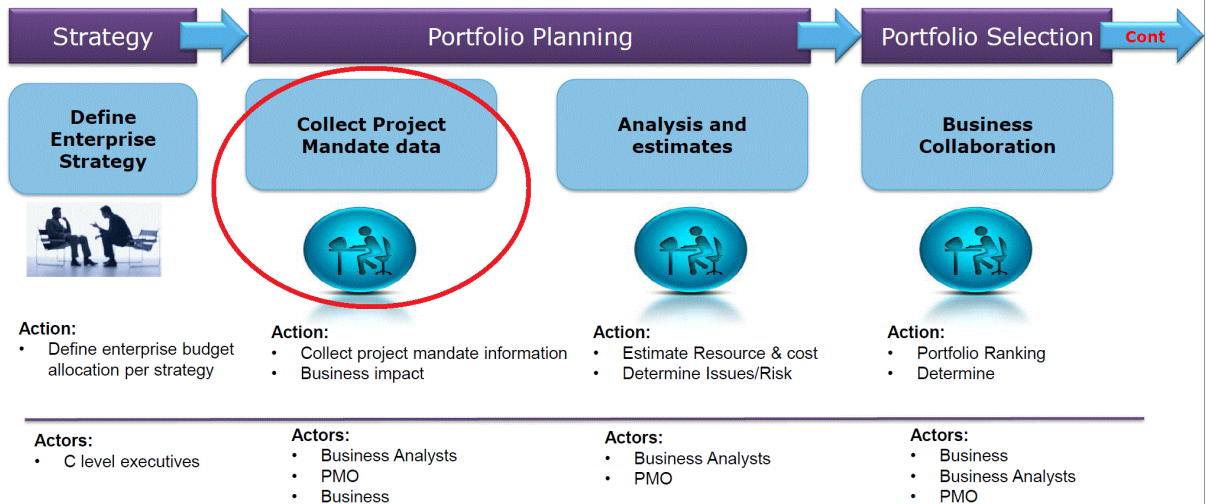 Strategy
Portfolio Planning
Portfolio Selection
Cont
Define
Enterprise
Strategy
Collect Project
Mandate data
Analysis and
estimates
Business
Collaboration
Action:
• Define enterprise budget
allocation per strategy
Action:
• Collect project mandate information
• Business impact
Action:
• Estimate Resource & cost
• Determine Issues/Risk
Action:
• Portfolio Ranking
• Determine
Actors:
• C level executives
Actors:
• Business Analysts
• PMO
• Business
Actors:
• Business Analysts
• PMO
Actors:
• Business
• Business Analysts
• PMO